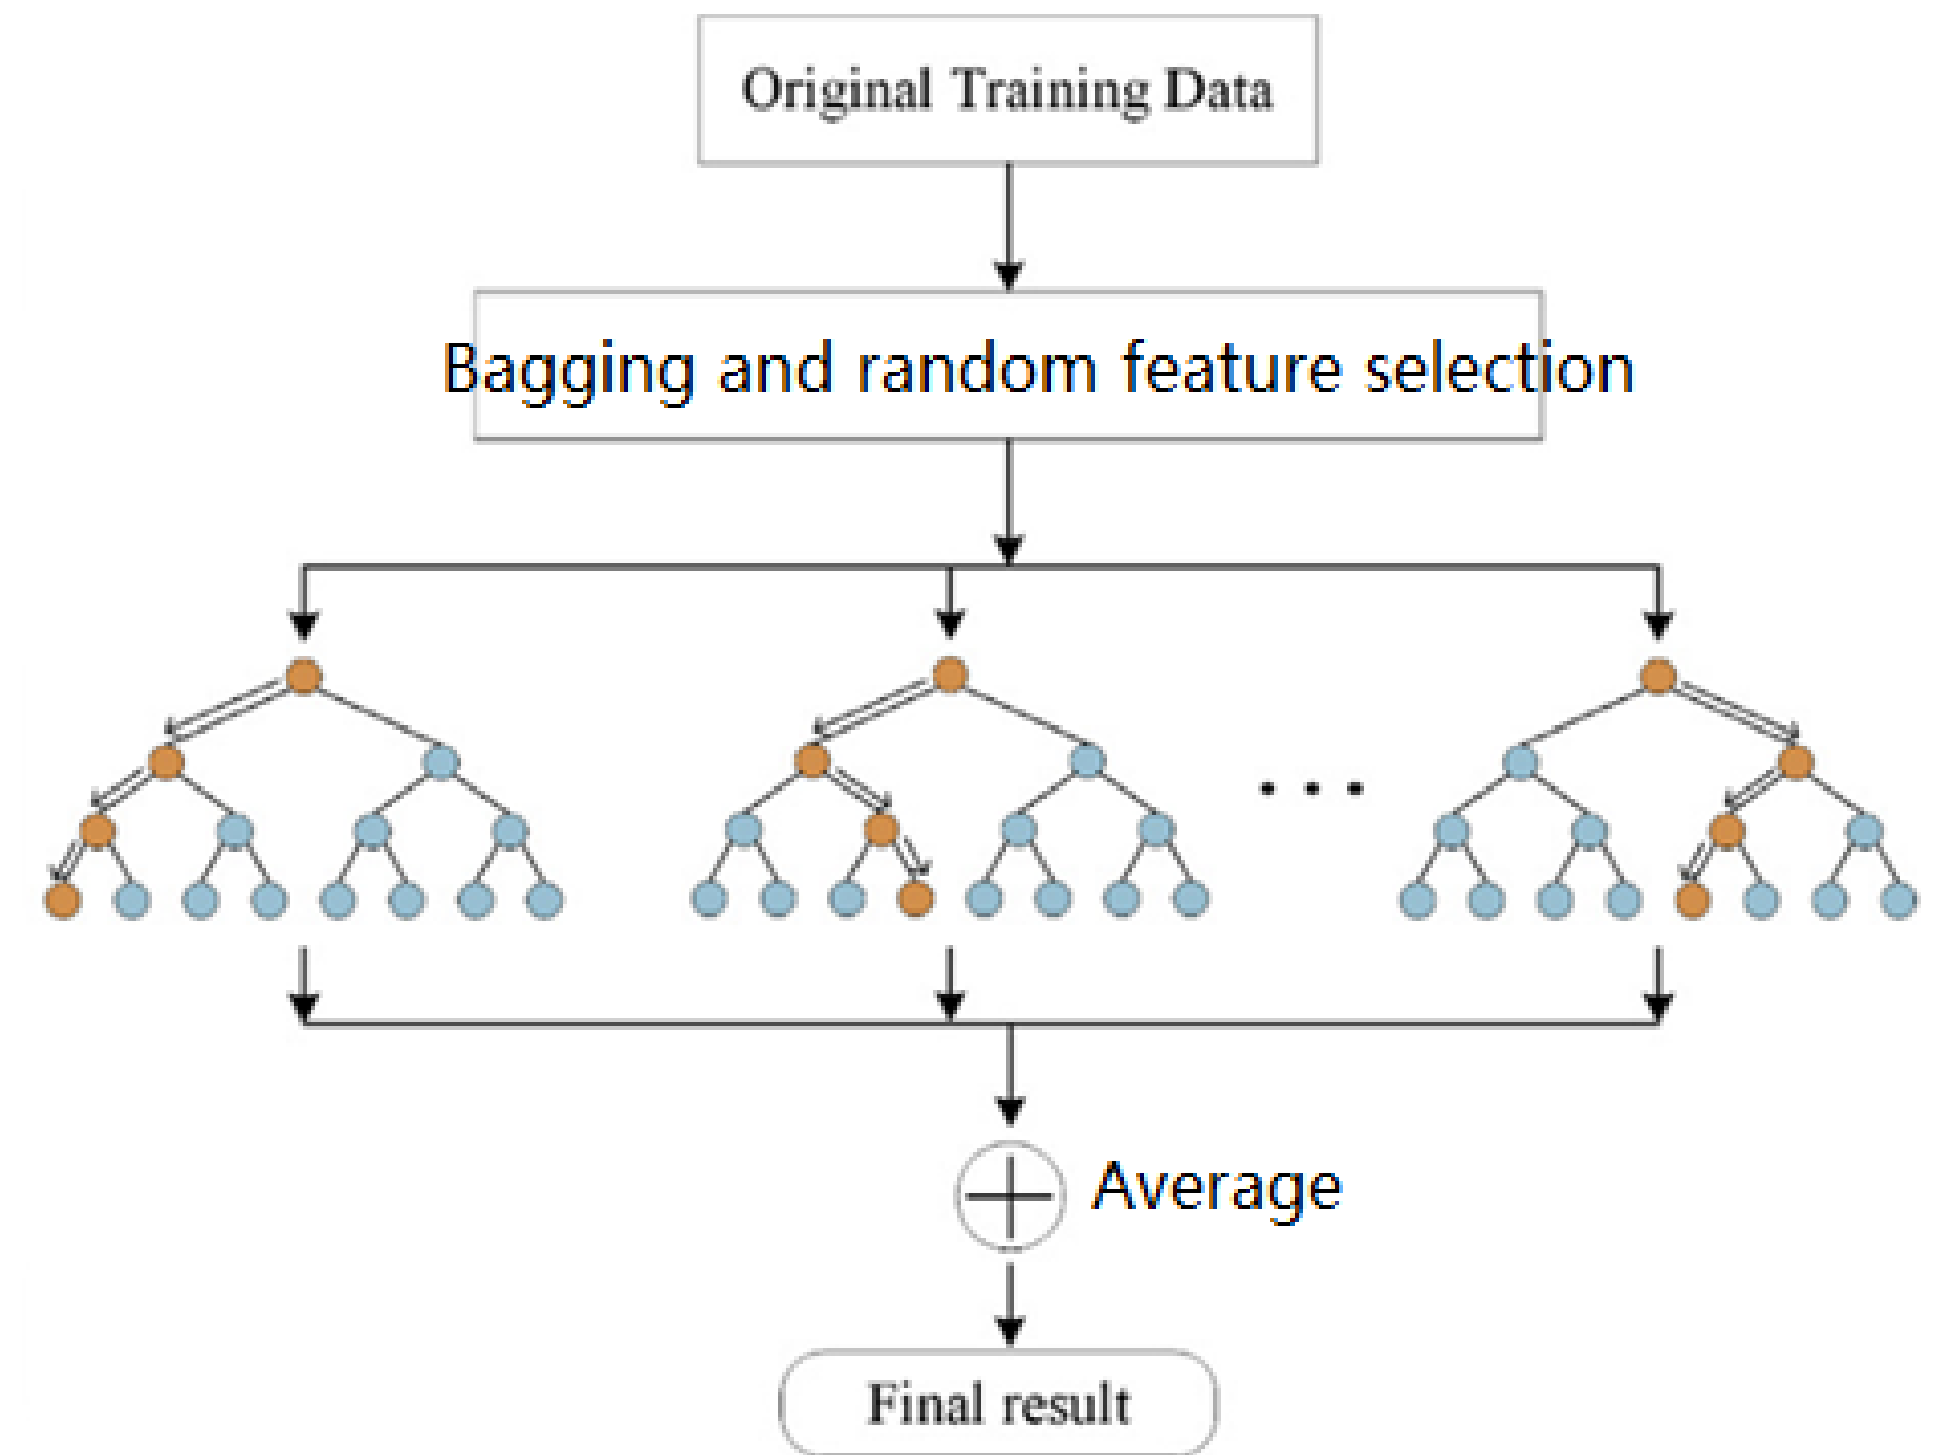 Original Training Data
Bagging and random feature selection
Average
Final result